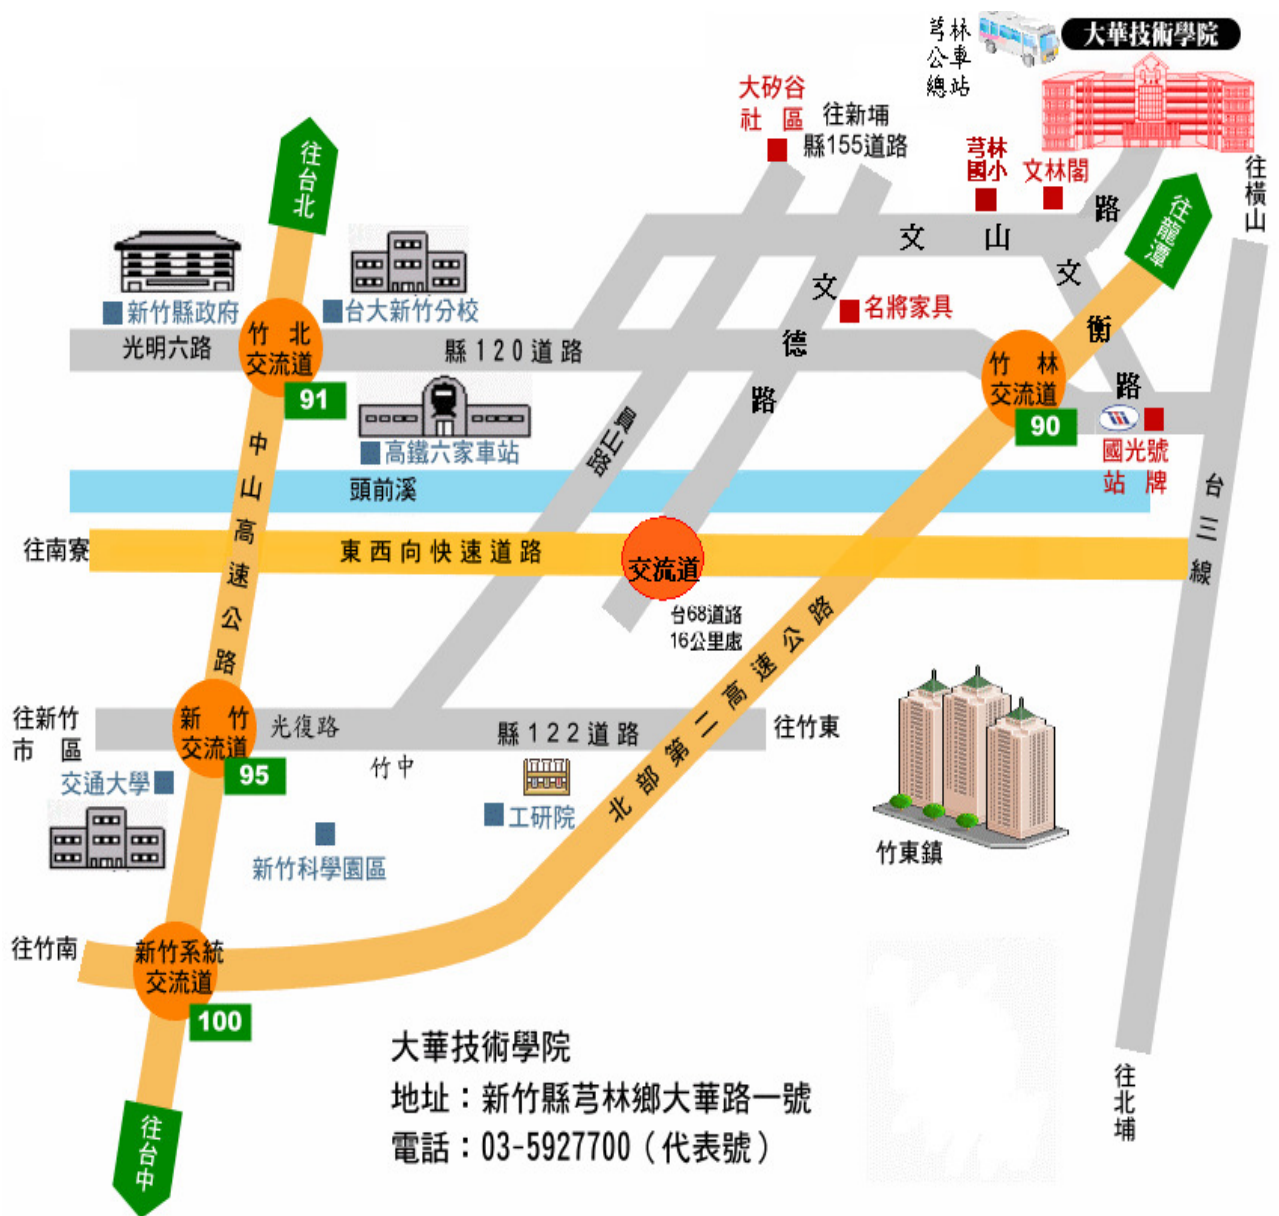 芎林
公車
總站
大華技術學院
大矽谷
社區
往新埔
縣155道路
芎林
國小
文林閣
往橫山
往台北
往龍潭
文山路
新竹縣政府
台大新竹分校
文德路
名將家具
文衡路
竹北
交流道
91
光明六路
縣120道路
竹林
交流道
90
高鐵六家車站
國光號
站牌
中山高速公路
頭前溪
台三線
往南寮
東西向快速道路
交流道
台68道路
16公里處
北部第二高速公路
往新竹
市區
新竹
交流道
95
光復路
縣122道路
往竹東
竹中
交通大學
工研院
新竹科學園區
竹東鎮
往竹南
新竹系統
交流道
100
大華技術學院
地址：新竹縣芎林鄉大華路一號
電話：03-5927700（代表號）
往北埔
往台中